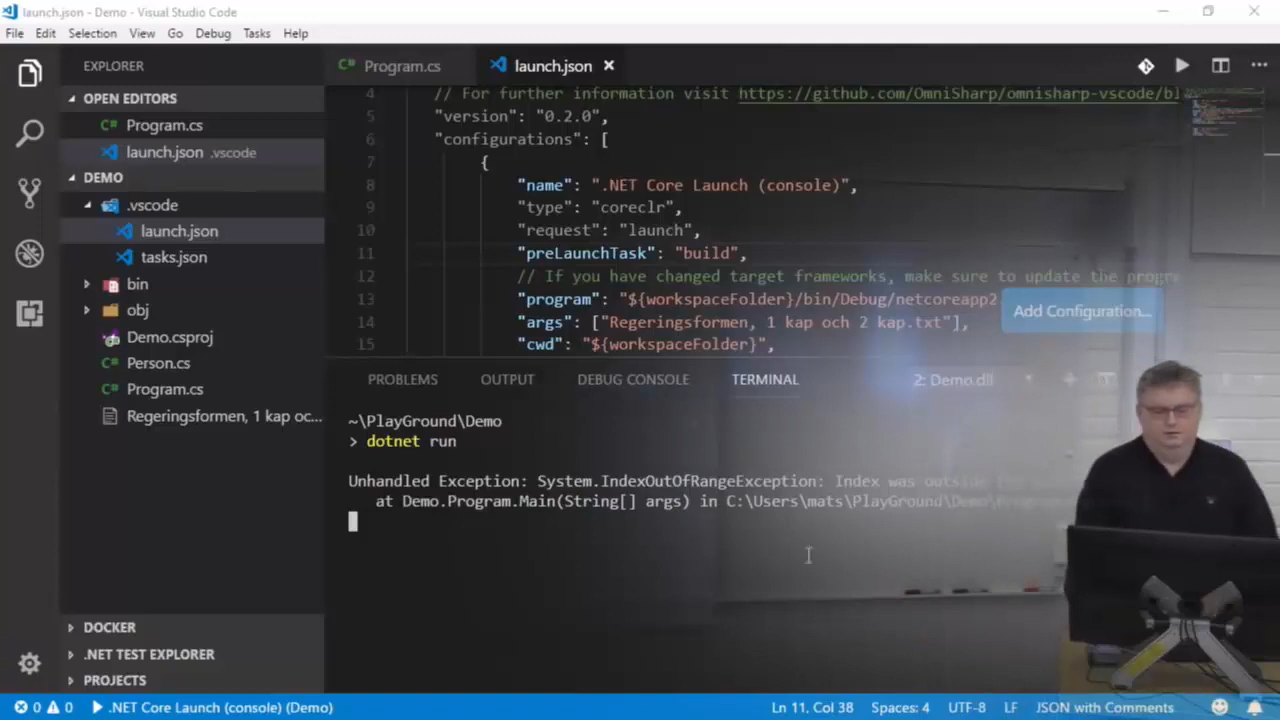 launch.json - Demo - Visual Studio Code
File Edit Selection View Go Debug Tasks Help
EXPLORER
OPEN EDITORS
Program.cs
launch.json .vscode
DEMO
.vscode
launch.json
tasks.json
bin
obj
Demo.csproj
Person.cs
Program.cs
Regeringsformen, 1 kap oc...
DOCKER
.NET TEST EXPLORER
PROJECTS
Program.cs launch.json
4 // For further information visit https://github.com/OmniSharp/omnisharp-vscode/bl
5 "version": "0.2.0",
6 "configurations": [
7 {
8 "name": ".NET Core Launch (console)",
9 "type": "coreclr",
10 "request": "launch",
11 "preLaunchTask": "build",
12 // If you have changed target frameworks, make sure to update the progr
13 "program": "${workspaceFolder}/bin/Debug/netcoreapp2
14 "args": ["Regeringsformen, 1 kap och 2 kap.txt"],
15 "cwd": "${workspaceFolder}",
Add Configuration...
PROBLEMS OUTPUT DEBUG CONSOLE TERMINAL 2: Demo.dll
~\PlayGround\Demo
> dotnet run
Unhandled Exception: System.IndexOutOfRangeException: Index was outside
at Demo.Program.Main(String[] args) in C:\Users\mats\PlayGround\Demo
0 0 .NET Core Launch (console) (Demo) Ln 11, Col 38 Spaces: 4 UTF-8 LF JSON with Comments